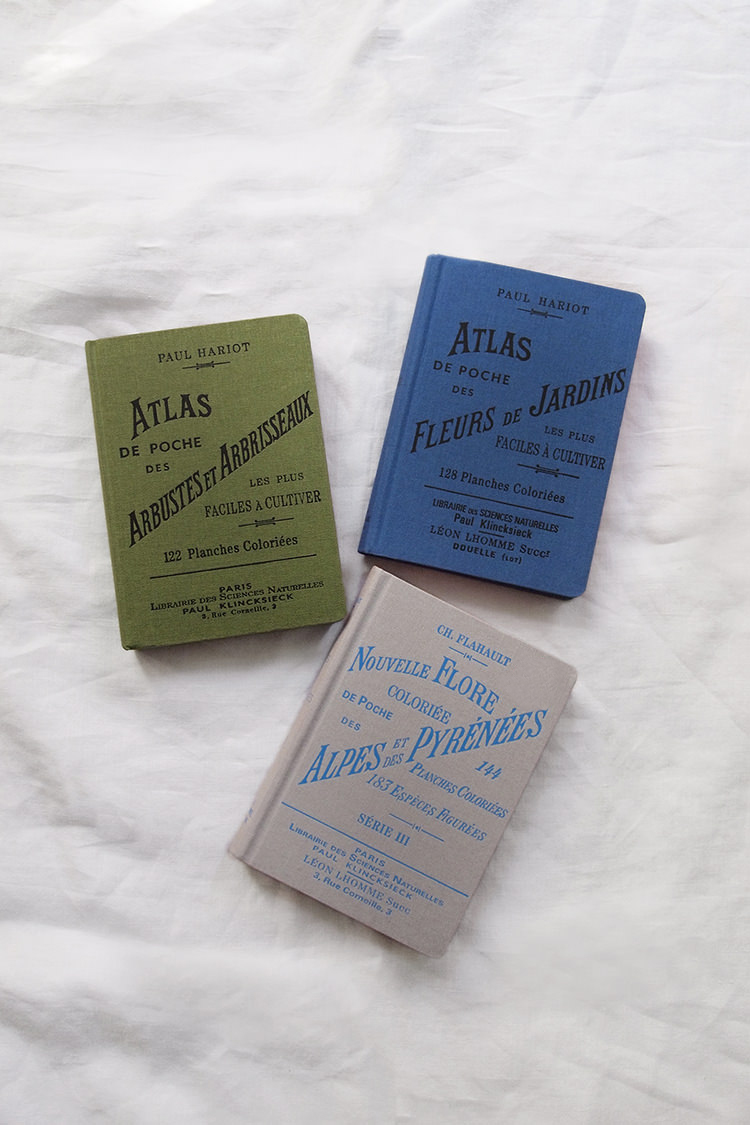 PAUL HARIOT
ATLAS
DE POCHE
DES
ARBUSTES ET ARBRISSEAUX
LES PLUS
FACILES A CULTIVER
122 Planches Coloriées
PARIS
LIBRAIRIE DES SCIENCES NATURELLES
PAUL KLINCKSIECK
3, Rue Corneille, 3
PAUL HARIOT
ATLAS
DE POCHE
DES
FLEURS DE JARDINS
LES PLUS
FACILES À CULTIVER
128 Planches Coloriées
LIBRAIRIE DES SCIENCES NATURELLES
Paul Klincksieck
LÉON LHOMME Succr
DOUELLE (LOT)
CH. FLAHAULT
NOUVELLE FLORE
COLORIÉE
DE POCHE
DES
ALPES ET DES PYRÉNÉES
144
PLANCHES COLORIÉES
183 ESPÈCES FIGURÉES
SÉRIE III
PARIS
LIBRAIRIE DES SCIENCES NATURELLES
PAUL KLINCKSIECK
LÉON LHOMME Succ
3, Rue Corneille, 3